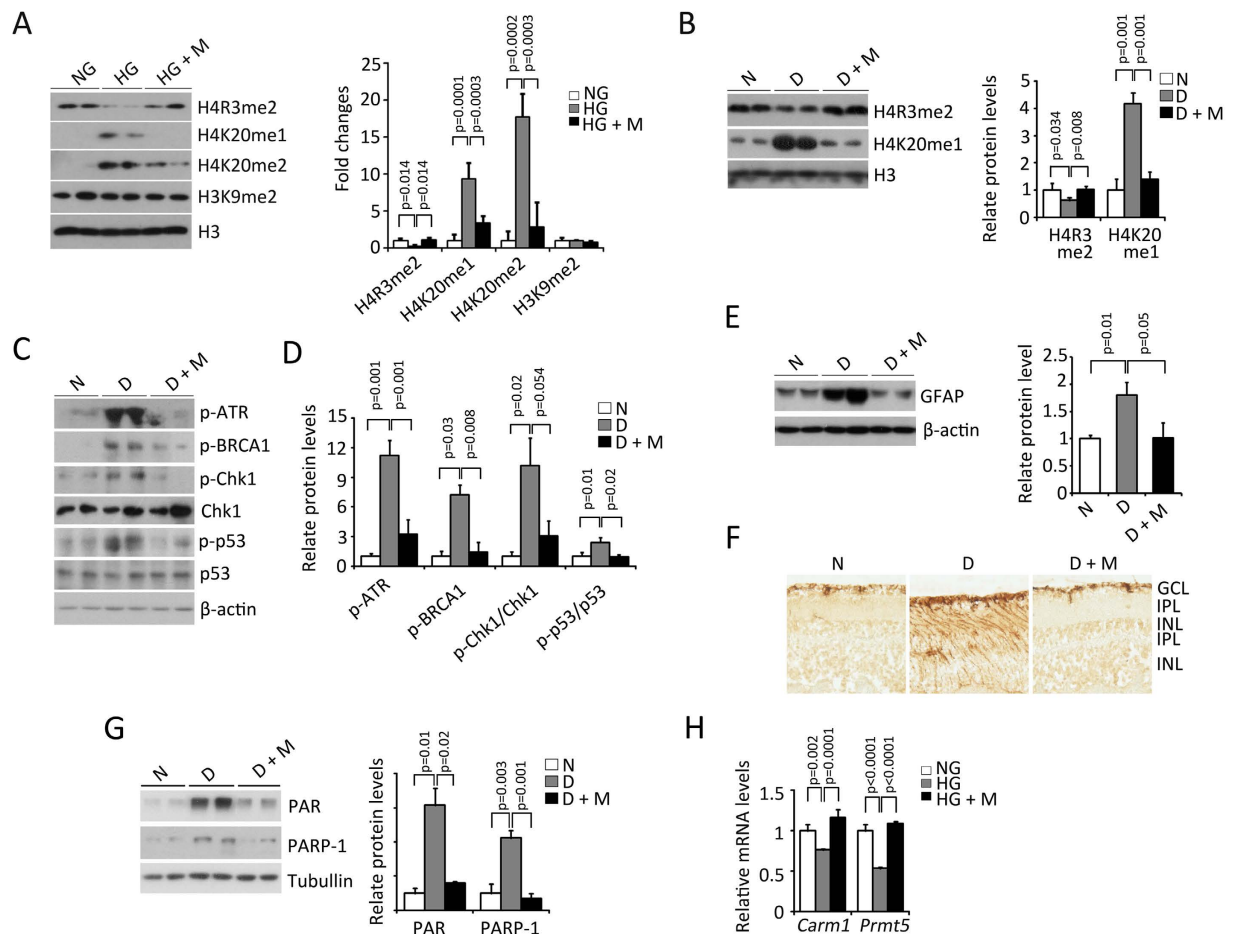 A
NG HG HG + M
H4R3me2
H4K20me1
H4K20me2
H3K9me2
H3
Fold changes
25
20
15
10
5
0
p=0.014
p=0.014
p=0.0001
p=0.0003
p=0.0002
p=0.0003
NG
HG
HG + M
H4R3me2
H4K20me1
H4K20me2
H3K9me2
B
N D D + M
H4R3me2
H4K20me1
H3
Relate protein levels
5
4
3
2
1
0
p=0.034
p=0.008
p=0.001
p=0.001
N
D
D + M
H4R3 H4K20
me2 me1
C
N D D + M
p-ATR
p-BRCA1
p-Chk1
Chk1
p-p53
p53
β-actin
D
Relate protein levels
15
12
9
6
3
0
p=0.001
p=0.001
p=0.03
p=0.008
p=0.02
p=0.054
p=0.01
p=0.02
N
D
D + M
p-ATR
p-BRCA1
p-Chk1/Chk1
p-p53/p53
E
N D D + M
GFAP
β-actin
Relate protein level
2.5
2
1.5
1
0.5
0
p=0.01
p=0.05
N D D + M
F
N D D + M
GCL
IPL
INL
IPL
INL
G
N D D + M
PAR
PARP-1
Tubullin
Relate protein levels
p=0.01
p=0.02
p=0.003
p=0.001
N
D
D + M
PAR PARP-1
H
Relative mRNA levels
1.5
1
0.5
0
p=0.002
p=0.0001
p<0.0001
p<0.0001
NG
HG
HG + M
Carm1 Prmt5